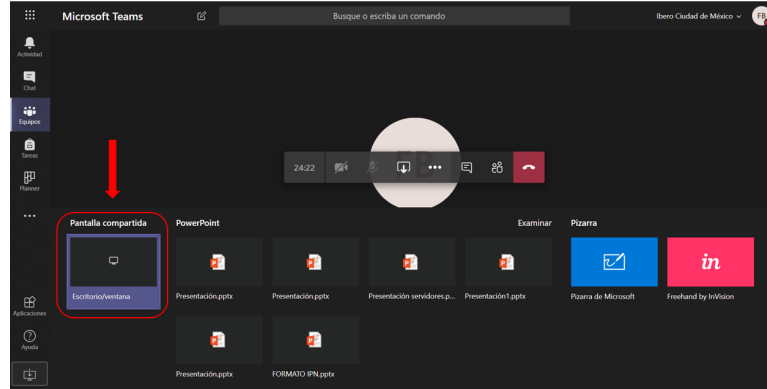 Microsoft Teams
Busque o escriba un comando
Ibero Ciudad de México
FB
Actividad
Chat
Equipos
Tareas
Planner
Aplicaciones
Ayuda
24:22
FB
Pantalla compartida
Escritorio/ventana
PowerPoint
Examinar
Presentación.pptx
Presentación.pptx
Presentación servidores.p...
Presentación1.pptx
Presentación.pptx
FORMATO IPN.pptx
Pizarra
Pizarra de Microsoft
in
Freehand by InVision